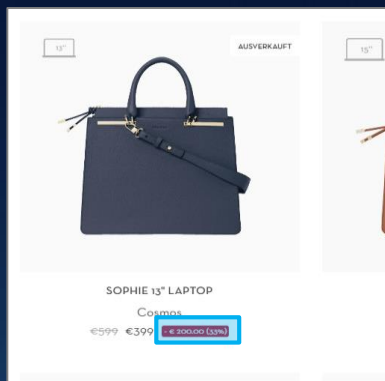 13"
AUSVERKAUFT
15"
SOPHIE 13" LAPTOP
Cosmos
€599 €399 - € 200.00 (33%)